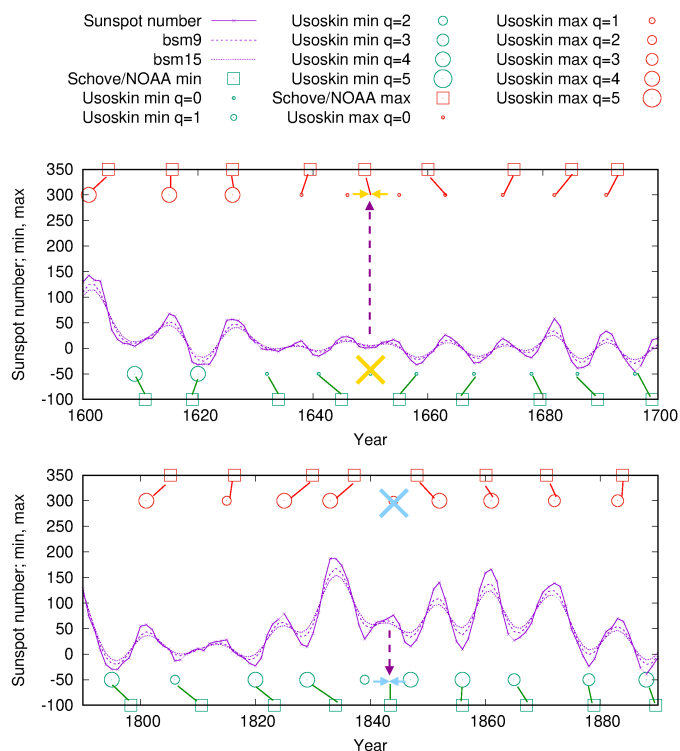 Sunspot number
bsm9
bsm15
Schove/NOAA min
Usoskin min q=0
Usoskin min q=1
Usoskin min q=2
Usoskin min q=3
Usoskin min q=4
Usoskin min q=5
Schove/NOAA max
Usoskin max q=0
Usoskin max q=1
Usoskin max q=2
Usoskin max q=3
Usoskin max q=4
Usoskin max q=5
Sunspot number; min, max
350
300
250
200
150
100
50
0
-50
-100
1600 1620 1640 1660 1680 1700
Year
Sunspot number; min, max
350
300
250
200
150
100
50
0
-50
-100
1800 1820 1840 1860 1880
Year